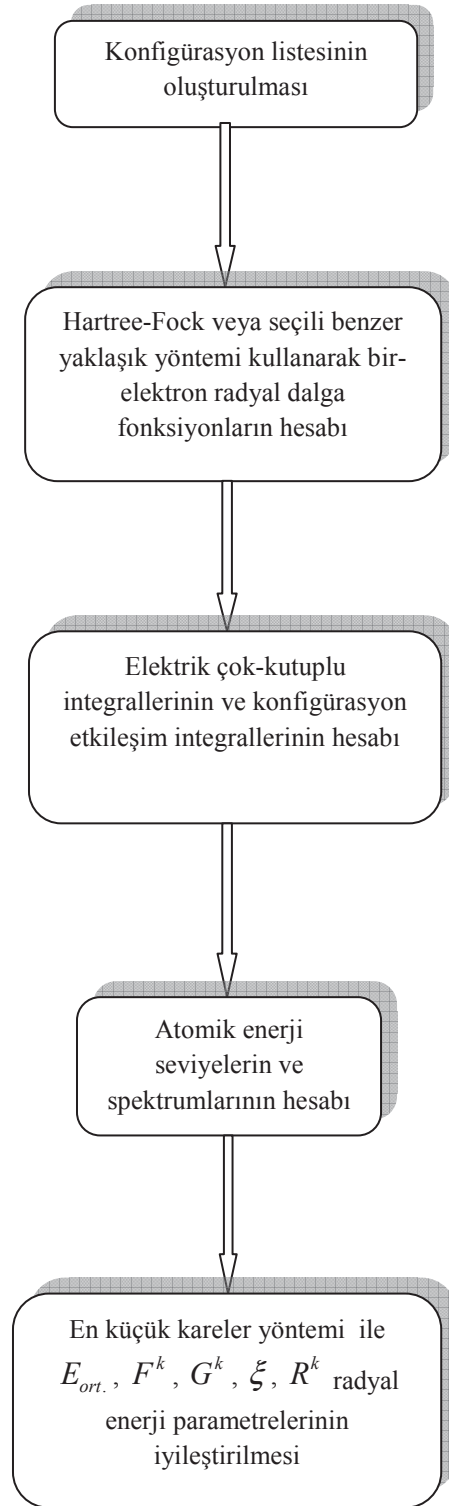 Konfigürasyon listesinin
oluşturulması
Hartree-Fock veya seçili benzer
yaklaşık yöntemi kullanarak bir-
elektron radyal dalga
fonksiyonların hesabı
Elektrik çok-kutuplu
integrallerinin ve konfigürasyon
etkileşim integrallerinin hesabı
Atomik enerji
seviyelerin ve
spektrumlarının hesabı
En küçük kareler yöntemi ile
E_{ort.} , F^k , G^k , ξ , R^k radyal
enerji parametrelerinin
iyileştirilmesi